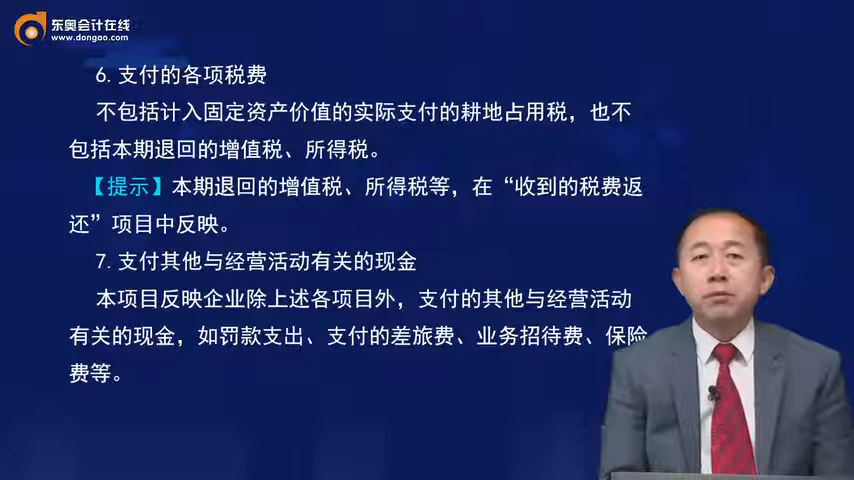 东奥会计在线
www.dongao.com
6.支付的各项税费
不包括计入固定资产价值的实际支付的耕地占用税，也不
包括本期退回的增值税、所得税。
【提示】本期退回的增值税、所得税等，在“收到的税费返
还”项目中反映。
7.支付其他与经营活动有关的现金
本项目反映企业除上述各项目外，支付的其他与经营活动
有关的现金，如罚款支出、支付的差旅费、业务招待费、保险
费等。